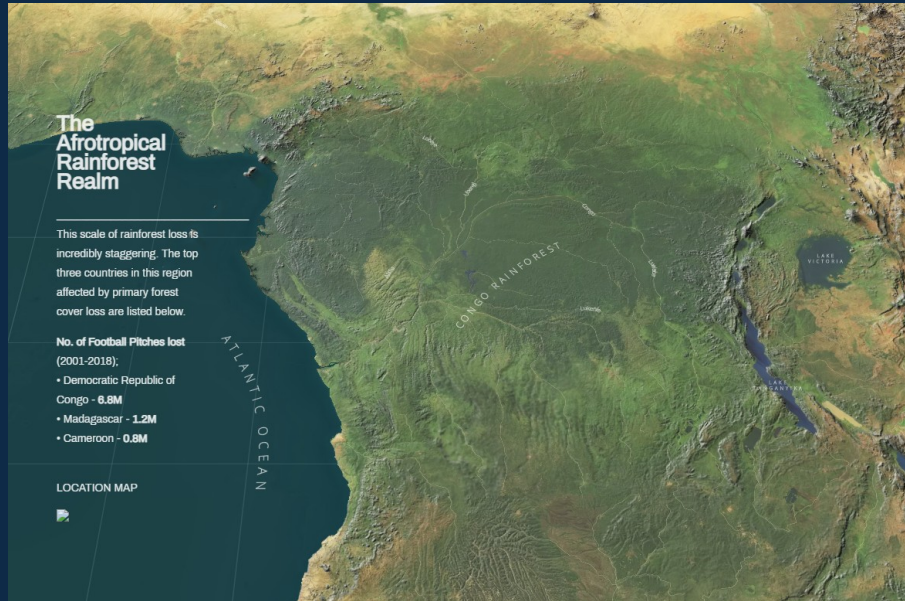 The
Afrotropical
Rainforest
Realm
This scale of rainforest loss is
incredibly staggering. The top
three countries in this region
affected by primary forest
cover loss are listed below.
No. of Football Pitches lost
(2001-2018);
• Democratic Republic of
Congo - 6.8M
• Madagascar - 1.2M
• Cameroon - 0.8M
LOCATION MAP
ATLANTIC OCEAN
CONGO RAINFOREST
Congo
LAKE
VICTORIA
LAKE
TANGANYIKA